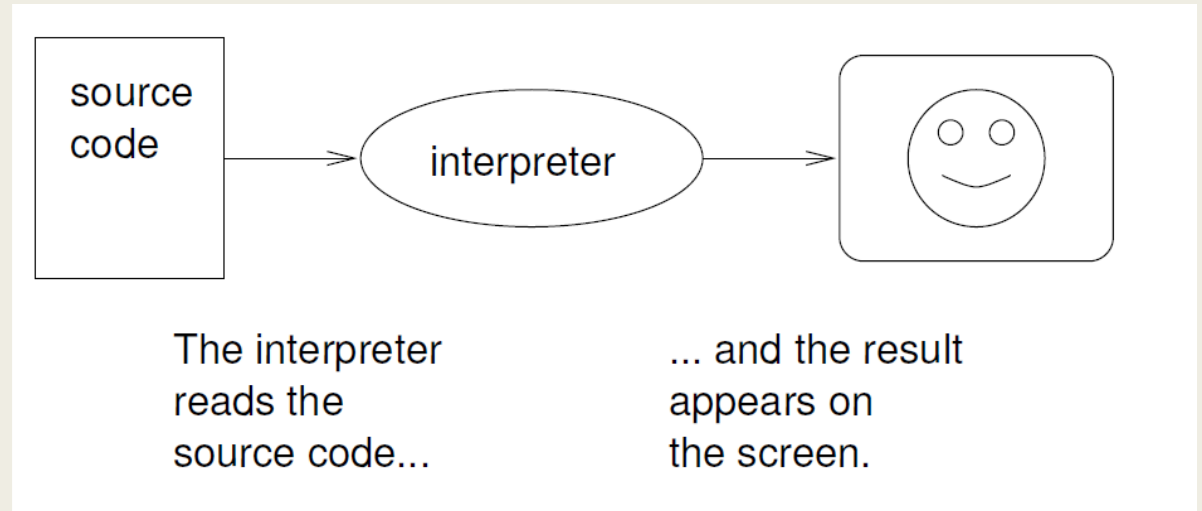 source
code
interpreter
The interpreter
reads the
source code...
... and the result
appears on
the screen.